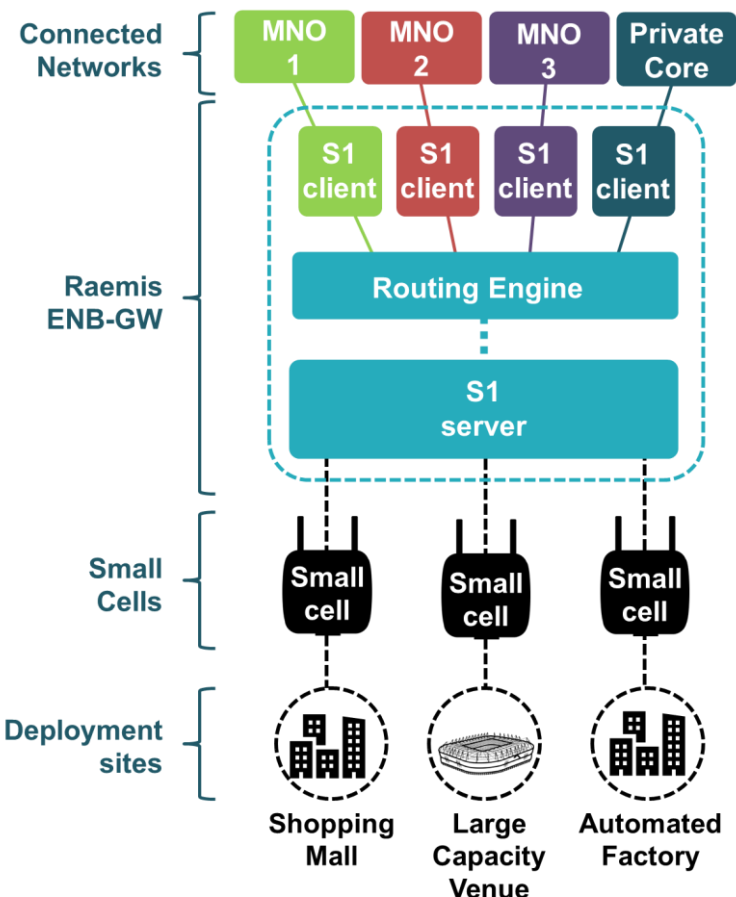 Connected
Networks
MNO
1
MNO
2
MNO
3
Private
Core
Raemis
ENB-GW
S1
client
S1
client
S1
client
S1
client
Routing Engine
S1
server
Small
Cells
Small
cell
Small
cell
Small
cell
Deployment
sites
Shopping
Mall
Large
Capacity
Venue
Automated
Factory